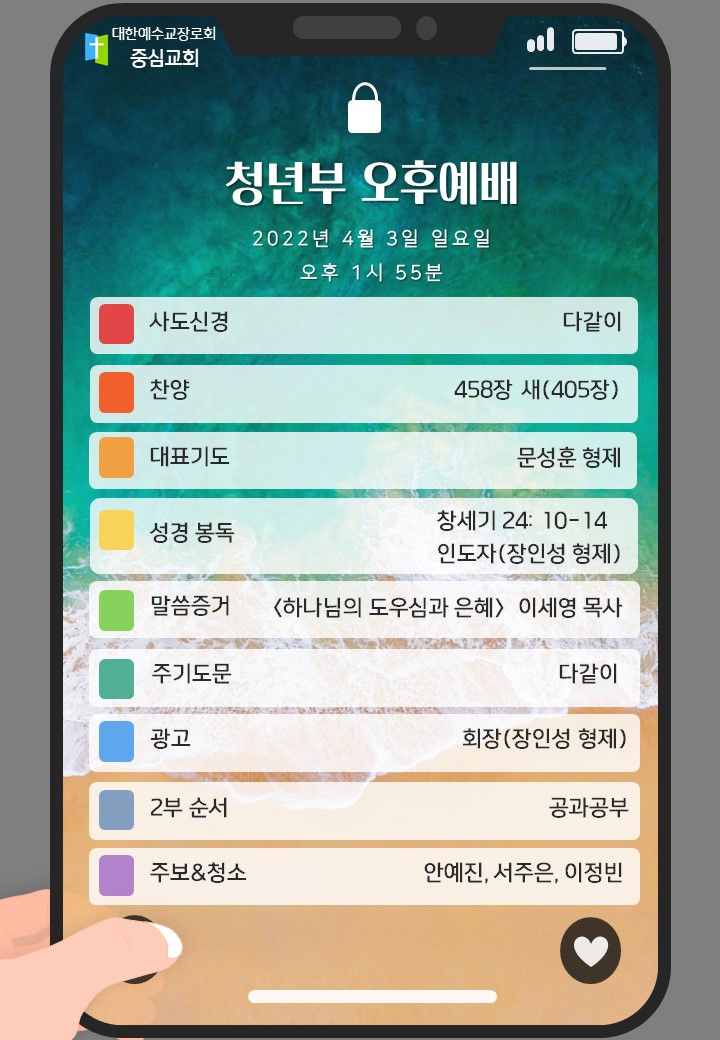 대한예수교장로회
중심교회
청년부 오후예배
2022년 4월 3일 일요일
오후 1시 55분
사도신경 다같이
찬양 458장 새(405장)
대표기도 문성훈 형제
성경 봉독 창세기 24: 10-14
인도자(장인성 형제)
말씀증거 <하나님의 도우심과 은혜> 이세영 목사
주기도문 다같이
광고 회장(장인성 형제)
2부 순서 공과공부
주보&청소 안예진, 서주은, 이정빈